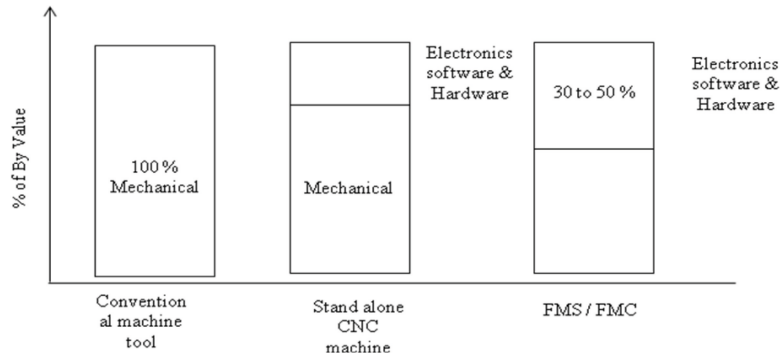 % of By Value
100 %
Mechanical
Mechanical
Electronics
software &
Hardware
30 to 50 %
Electronics
software &
Hardware
Convention
al machine
tool
Stand alone
CNC
machine
FMS / FMC